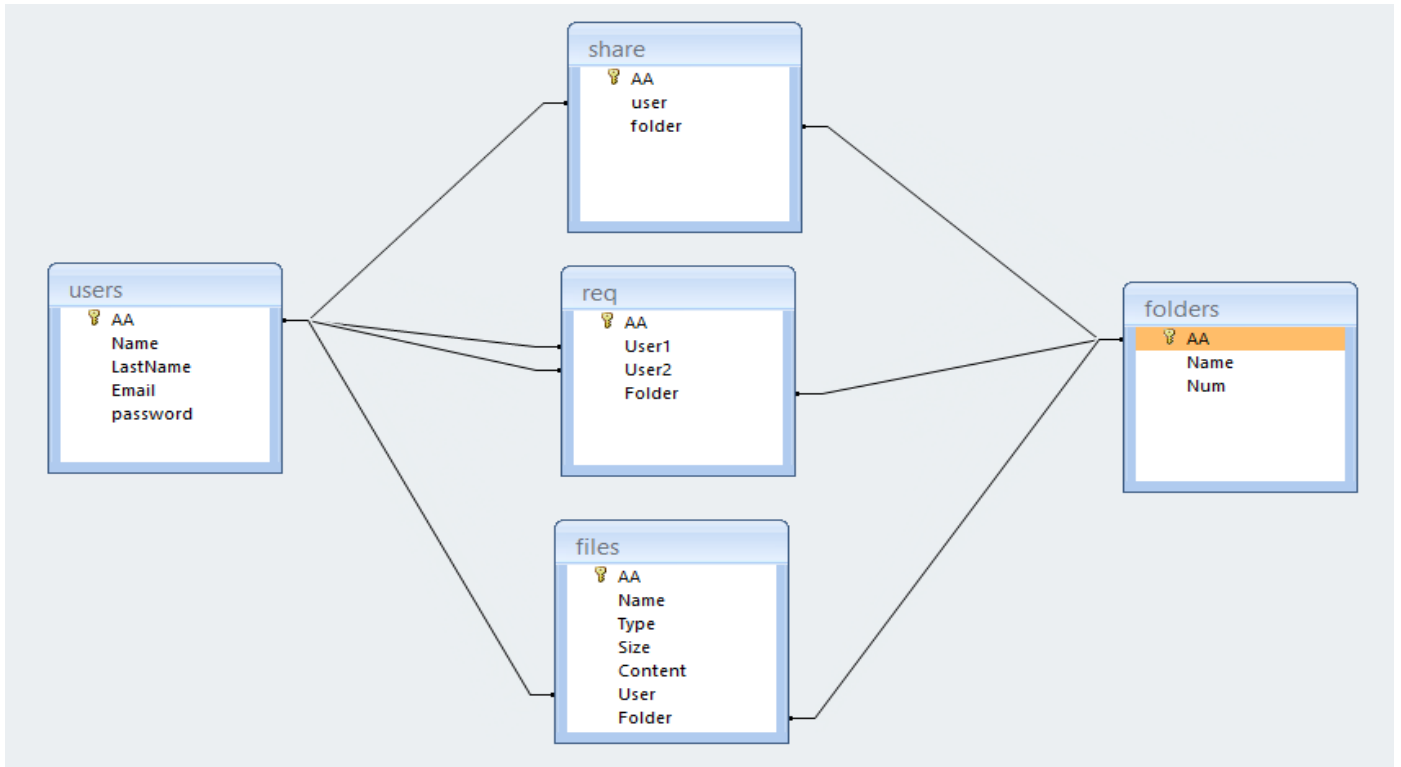 share
AA
user
folder
users
AA
Name
LastName
Email
password
req
AA
User1
User2
Folder
folders
AA
Name
Num
files
AA
Name
Type
Size
Content
User
Folder